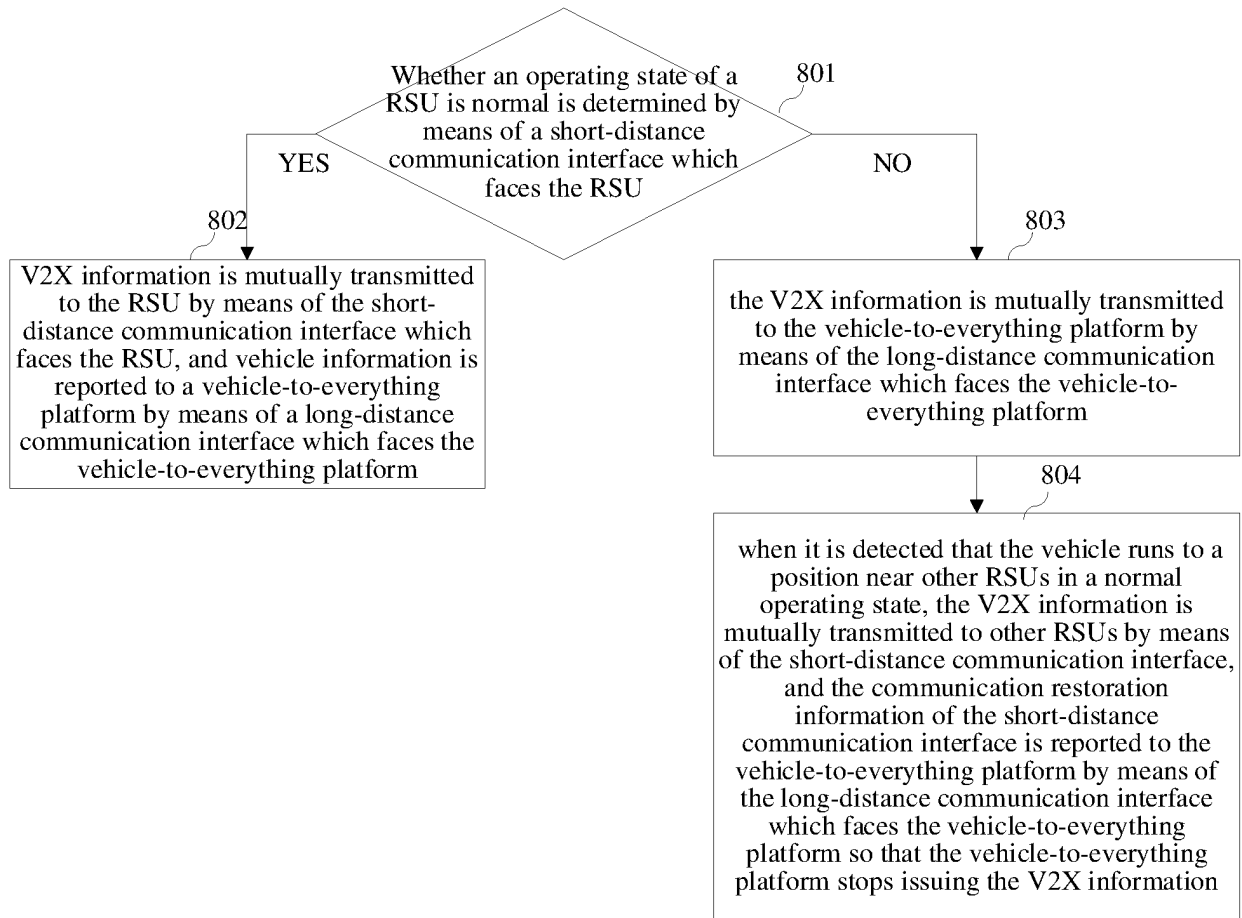 Whether an operating state of a
RSU is normal is determined by
means of a short-distance
communication interface which
faces the RSU
801
YES
NO
802
V2X information is mutually transmitted
to the RSU by means of the short-
distance communication interface which
faces the RSU, and vehicle information is
reported to a vehicle-to-everything
platform by means of a long-distance
communication interface which faces the
vehicle-to-everything platform
803
the V2X information is mutually transmitted
to the vehicle-to-everything platform by
means of the long-distance communication
interface which faces the vehicle-to-
everything platform
804
when it is detected that the vehicle runs to a
position near other RSUs in a normal
operating state, the V2X information is
mutually transmitted to other RSUs by means
of the short-distance communication interface,
and the communication restoration
information of the short-distance
communication interface is reported to the
vehicle-to-everything platform by means of
the long-distance communication interface
which faces the vehicle-to-everything
platform so that the vehicle-to-everything
platform stops issuing the V2X information